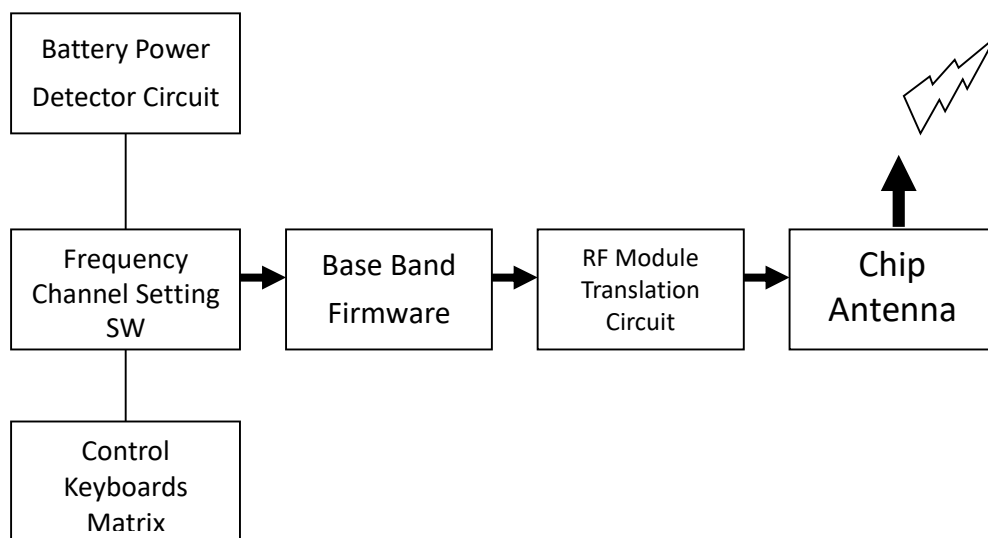 Battery Power
Detector Circuit
Frequency
Channel Setting
SW
Base Band
Firmware
RF Module
Translation
Circuit
Chip
Antenna
Control
Keyboards
Matrix